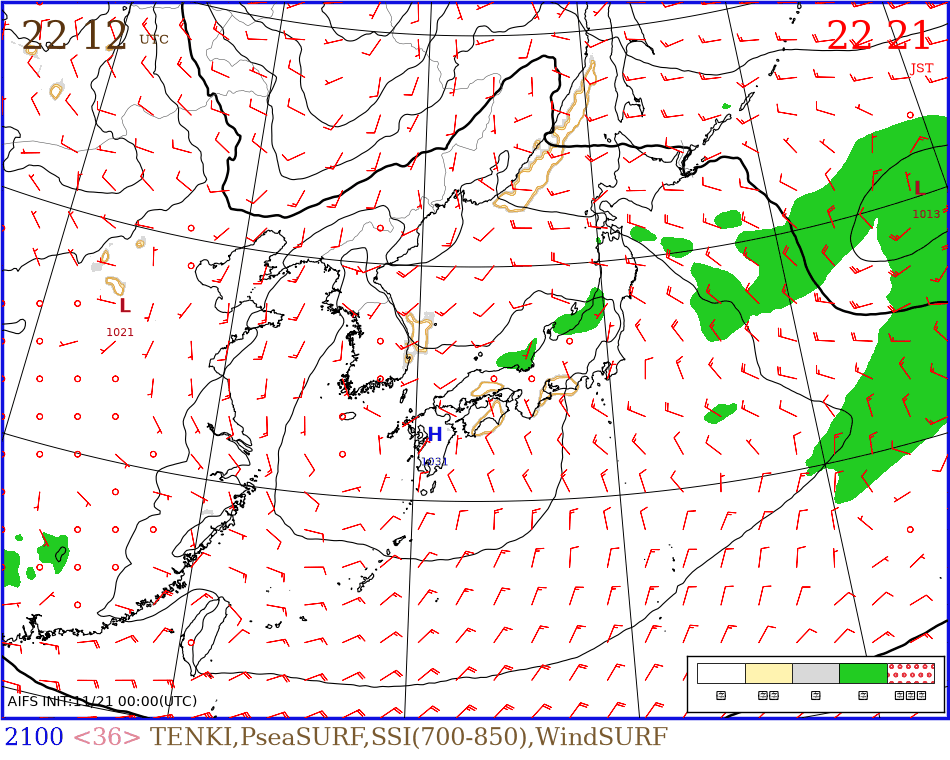 22 12 UTC
22 21
JST
L
1013
L
1021
H
1031
AIFS INIT:11/21 00:00(UTC)
2100 <36> TENKI,PseaSURF,SSI(700-850),WindSURF